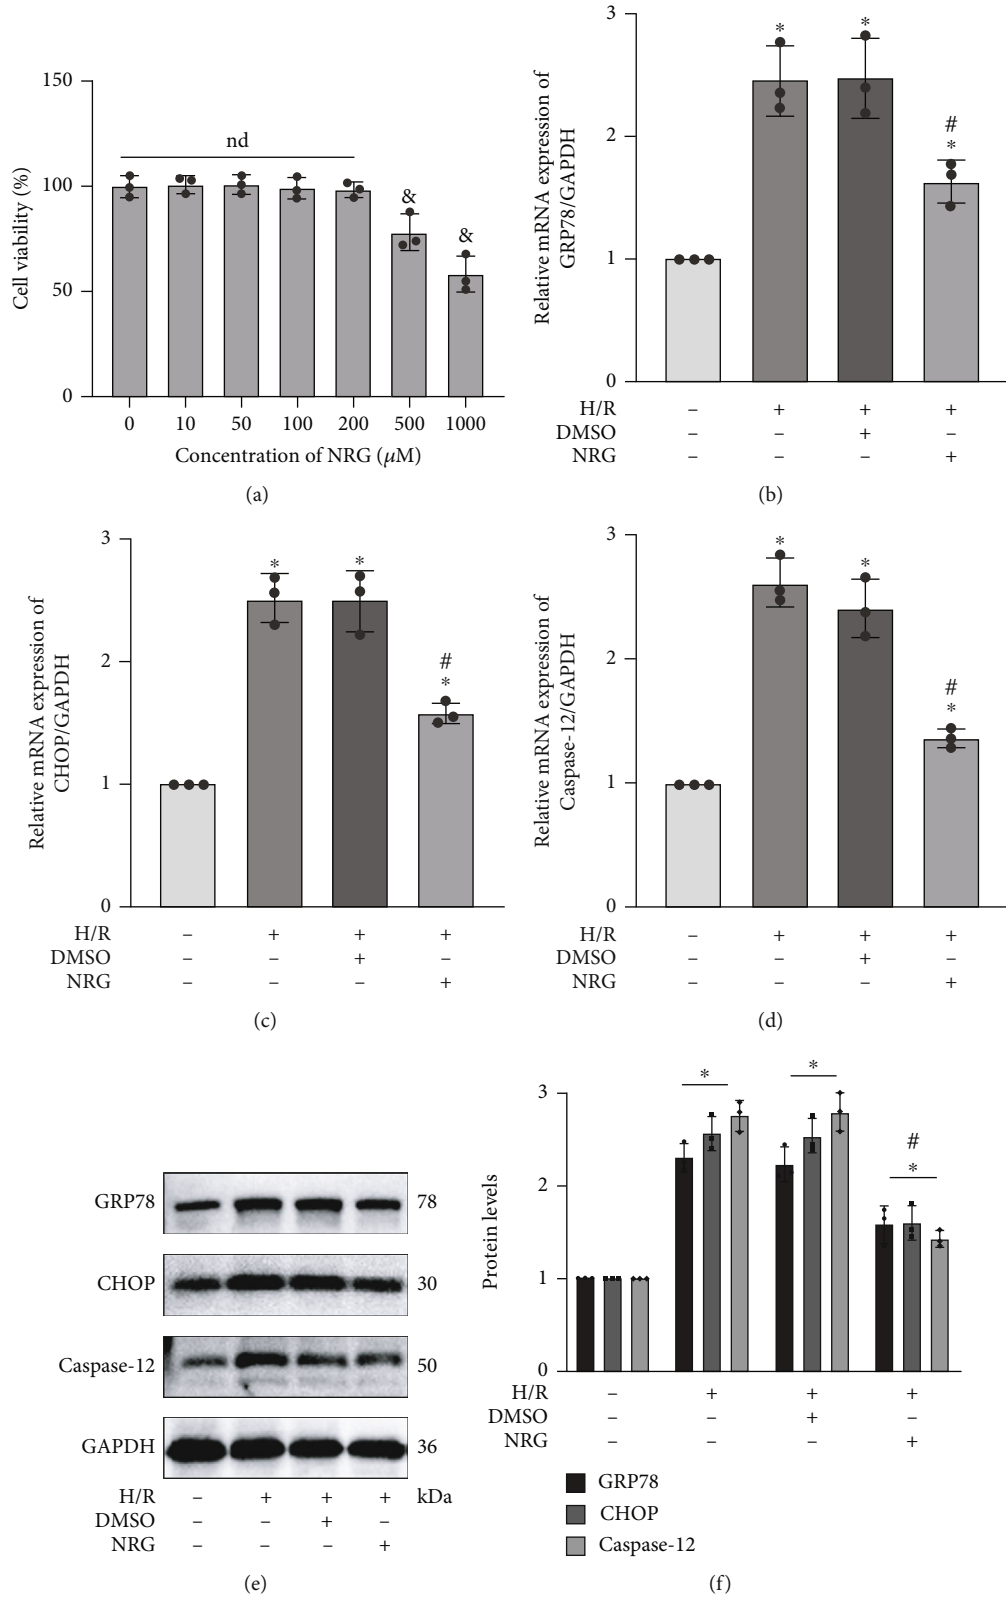 150
100
50
0
Cell viability (%)
nd
&
&
0 10 50 100 200 500 1000
Concentration of NRG (μM)
(a)
3
2
1
0
Relative mRNA expression of
GRP78/GAPDH
*
*
#
*
H/R – + + +
DMSO – – + –
NRG – – – +
(b)
3
2
1
0
Relative mRNA expression of
CHOP/GAPDH
*
*
#
*
H/R – + + +
DMSO – – + –
NRG – – – +
(c)
3
2
1
0
Relative mRNA expression of
Caspase-12/GAPDH
*
*
#
*
H/R – + + +
DMSO – – + –
NRG – – – +
(d)
GRP78 78
CHOP 30
Caspase-12 50
GAPDH 36
H/R – + + + kDa
DMSO – – + –
NRG – – – +
(e)
3
2
1
0
Protein levels
*
*
#
*
H/R – + + +
DMSO – – + –
NRG – – – +
GRP78
CHOP
Caspase-12
(f)